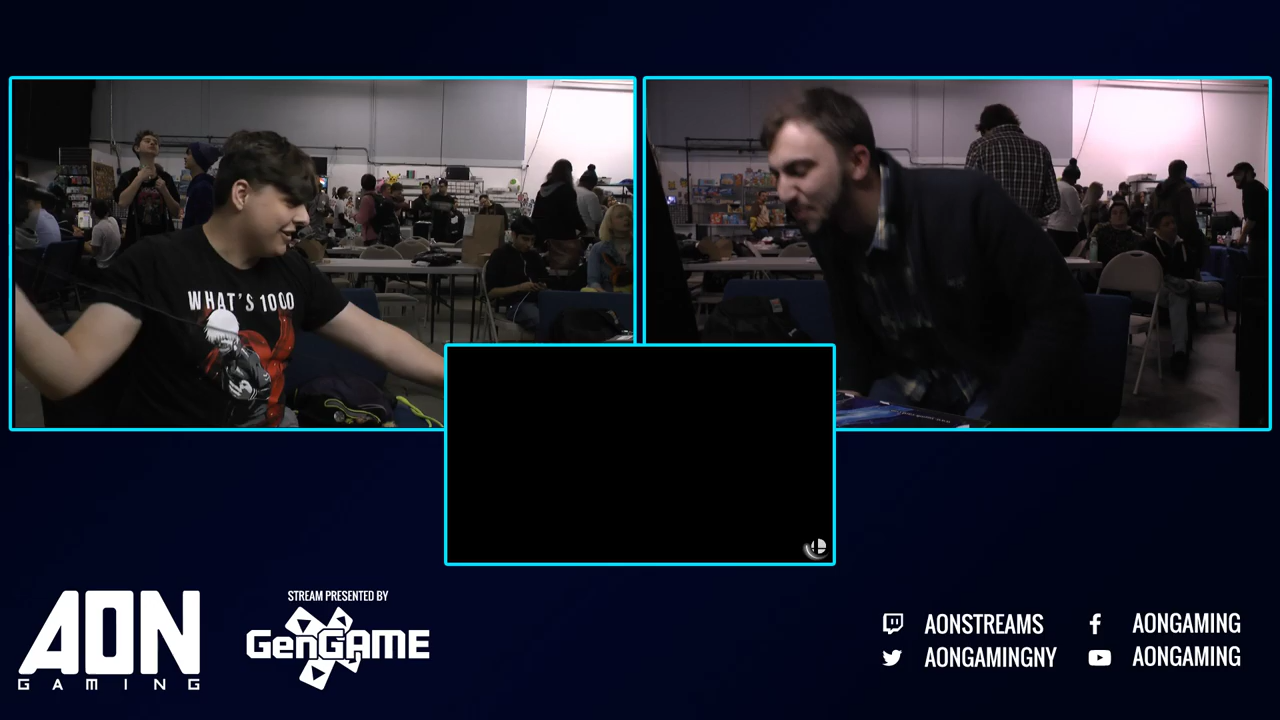 WHAT'S 1000
AON
GAMING
STREAM PRESENTED BY
GENGAME
AONSTREAMS
AONGAMING
AONGAMINGNY
AONGAMING